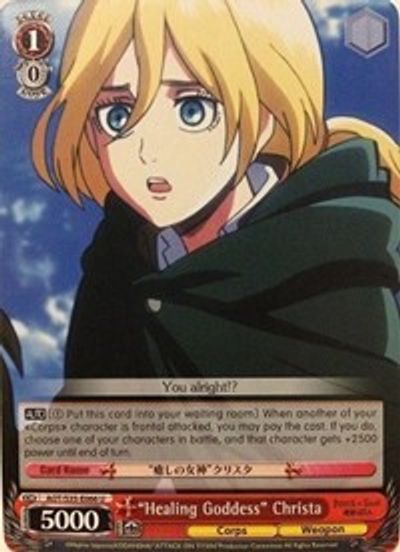 LEVEL
1
0
You alright!?
AUTO [① Put this card into your waiting room] When another of your
«Corps» character is frontal attacked, you may pay the cost. If you do,
choose one of your characters in battle, and that character gets +2500
power until end of turn.
Card Name "癒しの女神"クリスタ
"Healing Goddess" Christa
5000
Corps Weapon